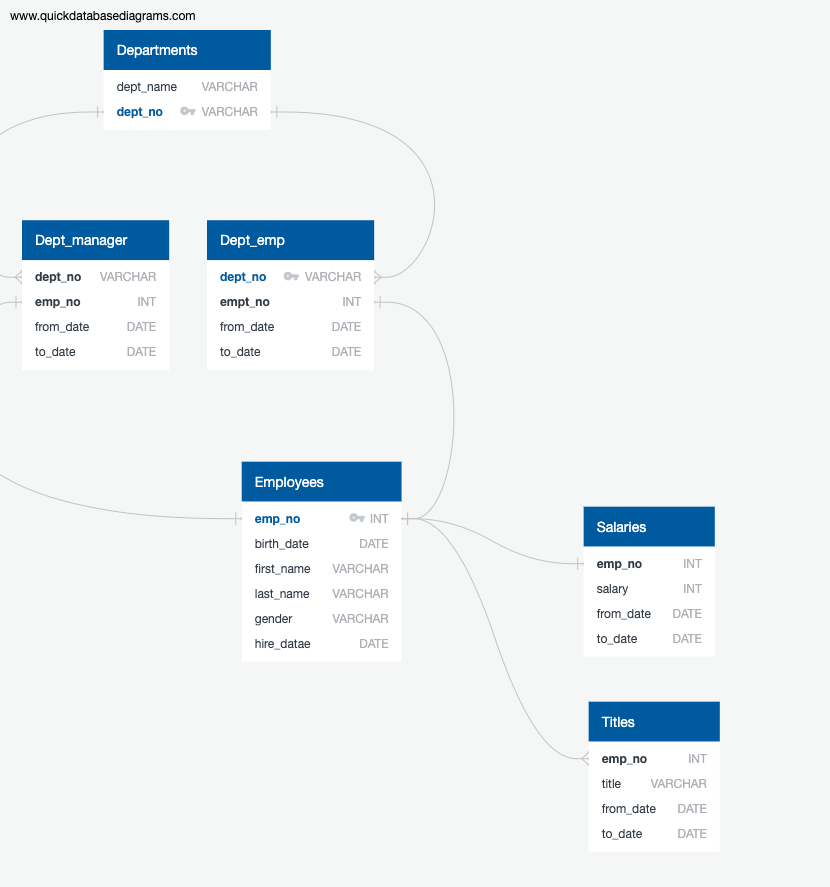 www.quickdatabasediagrams.com
Departments
dept_name VARCHAR
dept_no VARCHAR
Dept_manager
dept_no VARCHAR
emp_no INT
from_date DATE
to_date DATE
Dept_emp
dept_no VARCHAR
empt_no INT
from_date DATE
to_date DATE
Employees
emp_no INT
birth_date DATE
first_name VARCHAR
last_name VARCHAR
gender VARCHAR
hire_datae DATE
Salaries
emp_no INT
salary INT
from_date DATE
to_date DATE
Titles
emp_no INT
title VARCHAR
from_date DATE
to_date DATE